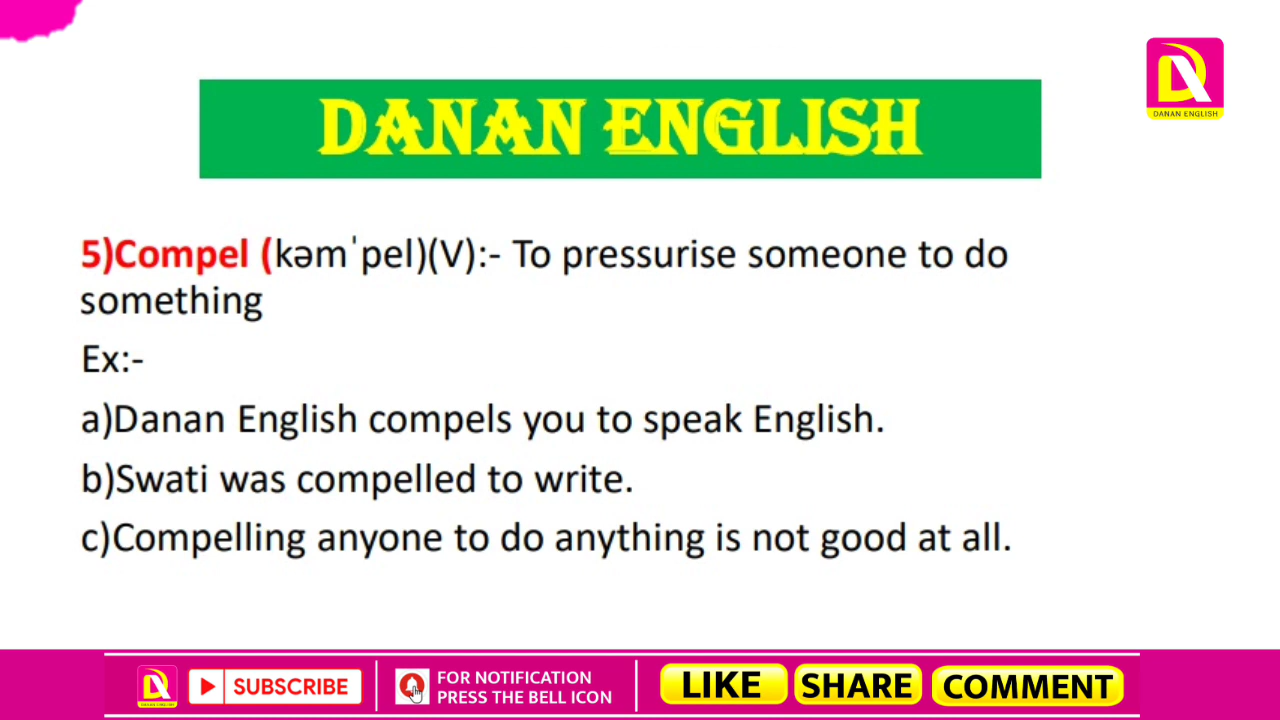 DANAN ENGLISH
DANAN ENGLISH
5)Compel (kəmˈpel)(V):- To pressurise someone to do
something
Ex:-
a)Danan English compels you to speak English.
b)Swati was compelled to write.
c)Compelling anyone to do anything is not good at all.
DANAN ENGLISH
SUBSCRIBE
FOR NOTIFICATION
PRESS THE BELL ICON
LIKE
SHARE
COMMENT